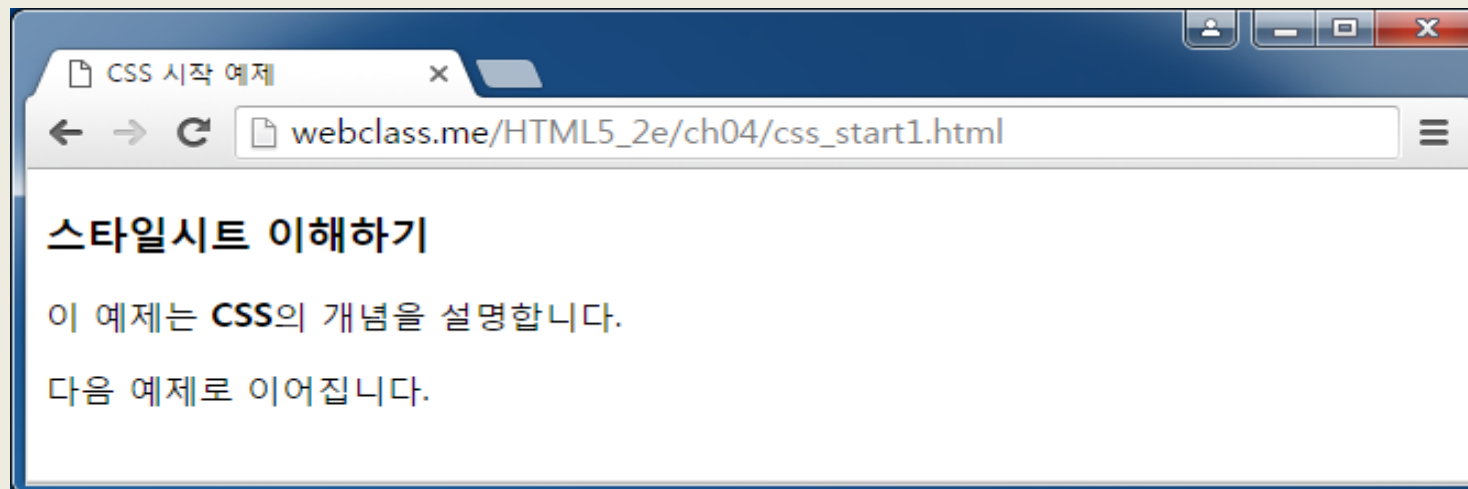 CSS 시작 예제
webclass.me/HTML5_2e/ch04/css_start1.html
스타일시트 이해하기
이 예제는 CSS의 개념을 설명합니다.
다음 예제로 이어집니다.